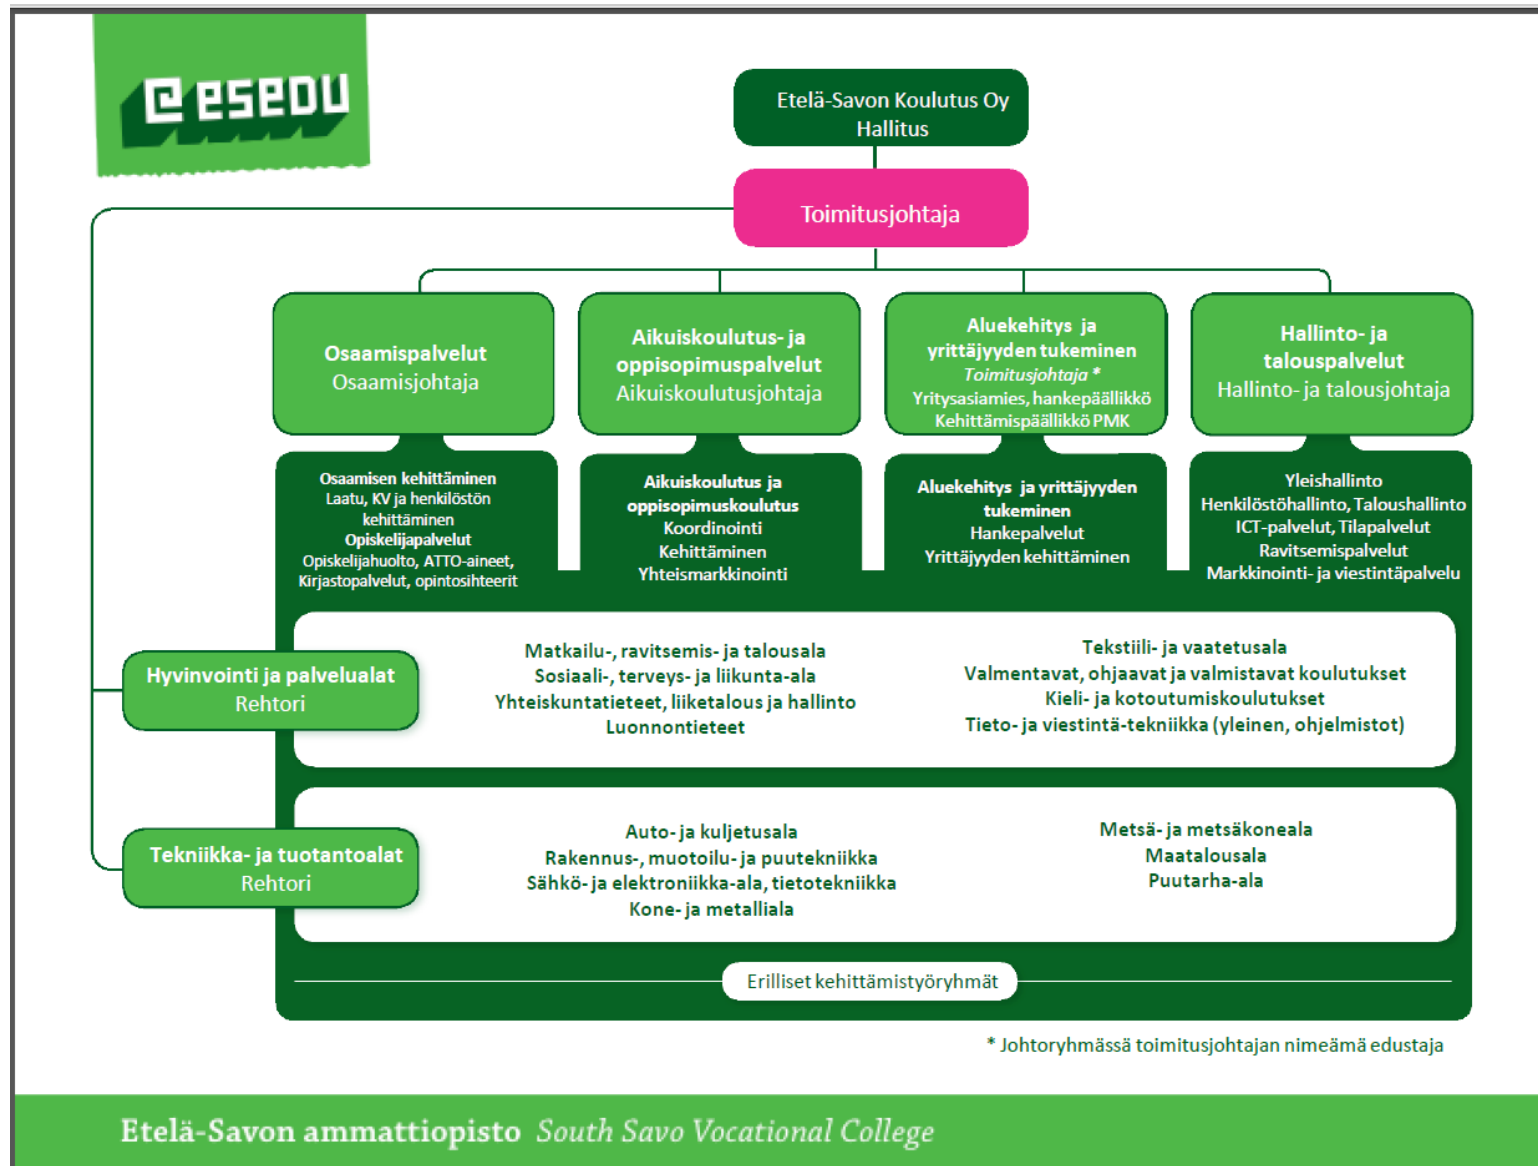 esedu
Etelä-Savon Koulutus Oy
Hallitus
Toimitusjohtaja
Osaamispalvelut
Osaamisjohtaja
Aikuiskoulutus- ja
oppisopimuspalvelut
Aikuiskoulutusjohtaja
Aluekehitys ja
yrittäjyyden tukeminen
Toimitusjohtaja *
Yritysasiamies, hankepäällikkö
Kehittämispäällikkö PMK
Hallinto- ja
talouspalvelut
Hallinto- ja talousjohtaja
Osaamisen kehittäminen
Laatu, KV ja henkilöstön
kehittäminen
Opiskelijapalvelut
Opiskelijahuolto, ATTO-aineet,
Kirjastopalvelut, opintosihteerit
Aikuiskoulutus ja
oppisopimuskoulutus
Koordinointi
Kehittäminen
Yhteismarkkinointi
Aluekehitys ja yrittäjyyden
tukeminen
Hankepalvelut
Yrittäjyyden kehittäminen
Yleishallinto
Henkilöstöhallinto, Taloushallinto
ICT-palvelut, Tilapalvelut
Ravitsemispalvelut
Markkinointi- ja viestintäpalvelu
Hyvinvointi ja palvelualat
Rehtori
Matkailu-, ravitsemis- ja talousala
Sosiaali-, terveys- ja liikunta-ala
Yhteiskuntatieteet, liiketalous ja hallinto
Luonnontieteet
Tekstiili- ja vaatetusala
Valmentavat, ohjaavat ja valmistavat koulutukset
Kieli- ja kotoutumiskoulutukset
Tieto- ja viestintä-tekniikka (yleinen, ohjelmistot)
Tekniikka- ja tuotantoalat
Rehtori
Auto- ja kuljetusala
Rakennus-, muotoilu- ja puutekniikka
Sähkö- ja elektroniikka-ala, tietotekniikka
Kone- ja metalliala
Metsä- ja metsäkoneala
Maatalousala
Puutarha-ala
Erilliset kehittämistyöryhmät
* Johtoryhmässä toimitusjohtajan nimeämä edustaja
Etelä-Savon ammattiopisto South Savo Vocational College